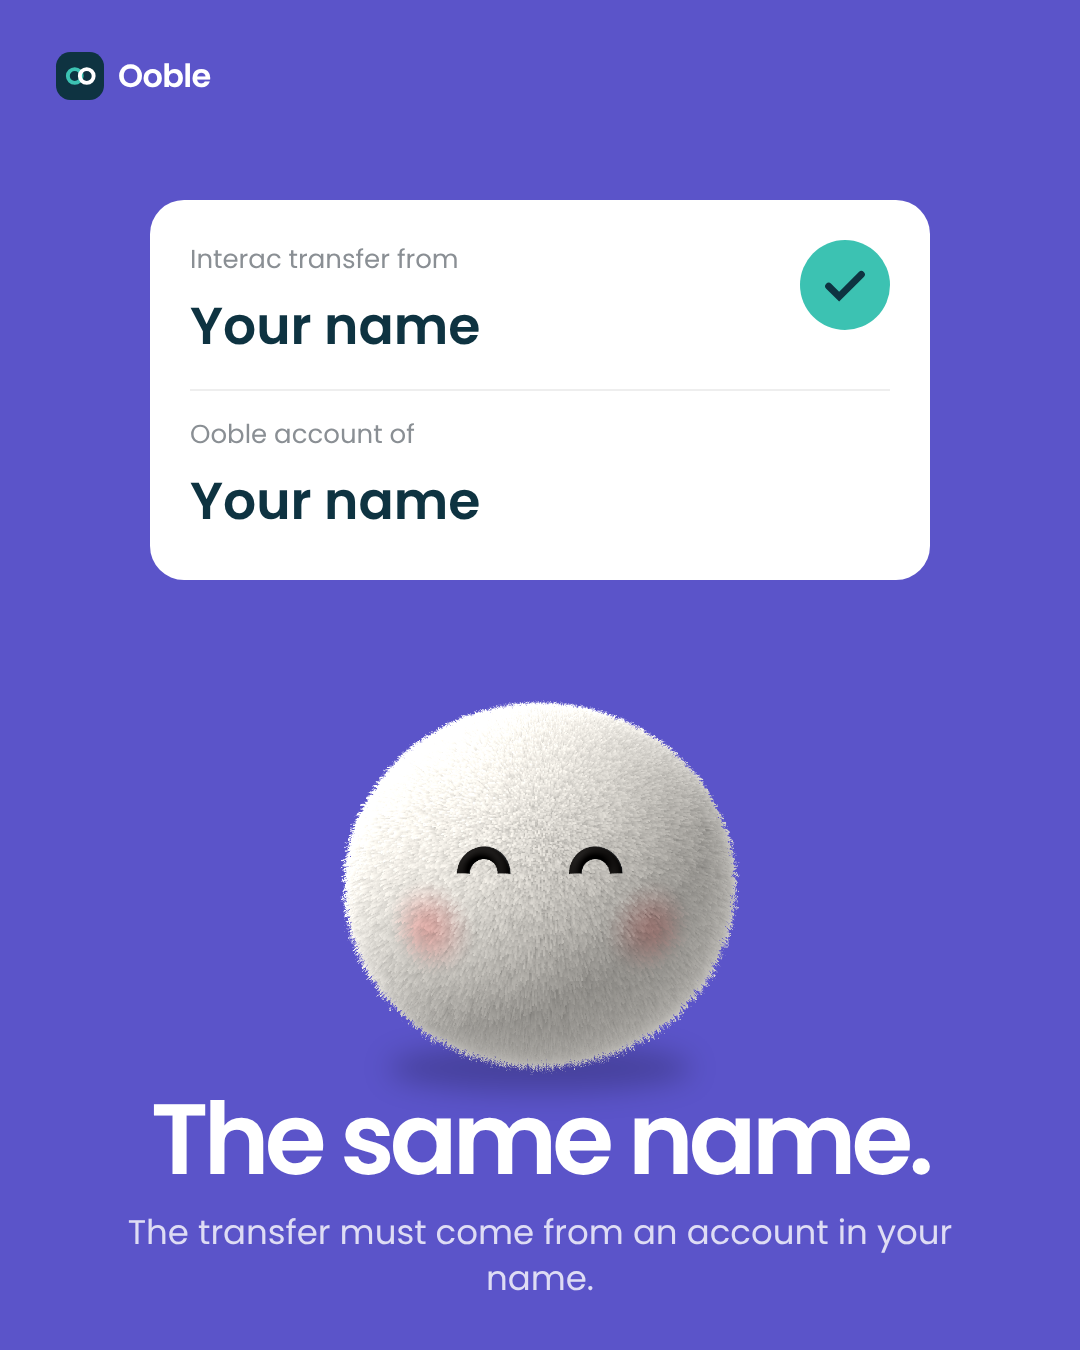 Ooble
Interac transfer from
Your name
Ooble account of
Your name
The same name.
The transfer must come from an account in your
name.